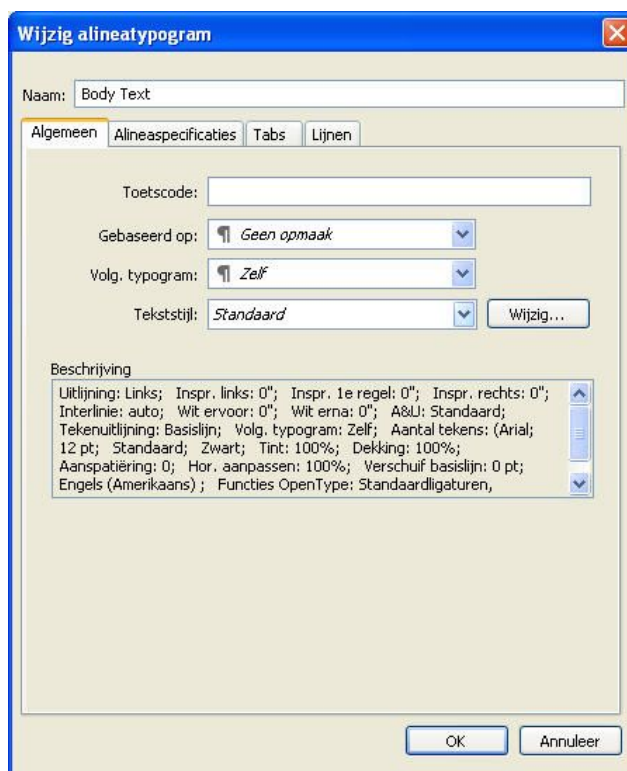 Wijzig alineatypogram
Naam: Body Text
Algemeen Alineaspecificaties Tabs Lijnen
Toetscode:
Gebaseerd op: ¶ Geen opmaak
Volg. typogram: ¶ Zelf
Tekststijl: Standaard Wijzig...
Beschrijving
Uitlijning: Links; Inspr. links: 0"; Inspr. 1e regel: 0"; Inspr. rechts: 0";
Interlinie: auto; Wit ervoor: 0"; Wit erna: 0"; A&U: Standaard;
Tekenuitlijning: Basislijn; Volg. typogram: Zelf; Aantal tekens: (Arial;
12 pt; Standaard; Zwart; Tint: 100%; Dekking: 100%;
Aanspatiëring: 0; Hor. aanpassen: 100%; Verschuif basislijn: 0 pt;
Engels (Amerikaans) ; Functies OpenType: Standaardligaturen,
OK Annuleer